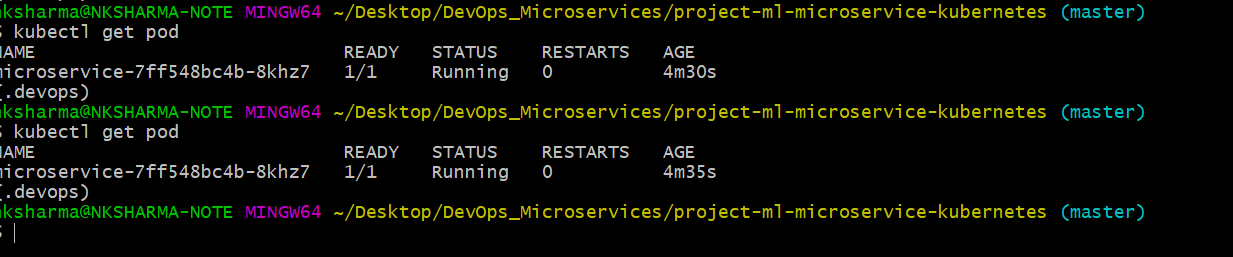 ksharma@NKSHARMA-NOTE MINGW64 ~/Desktop/DevOps_Microservices/project-ml-microservice-kubernetes (master)
$ kubectl get pod
NAME READY STATUS RESTARTS AGE
microservice-7ff548bc4b-8khz7 1/1 Running 0 4m30s
(.devops)
ksharma@NKSHARMA-NOTE MINGW64 ~/Desktop/DevOps_Microservices/project-ml-microservice-kubernetes (master)
$ kubectl get pod
NAME READY STATUS RESTARTS AGE
microservice-7ff548bc4b-8khz7 1/1 Running 0 4m35s
(.devops)
ksharma@NKSHARMA-NOTE MINGW64 ~/Desktop/DevOps_Microservices/project-ml-microservice-kubernetes (master)
$